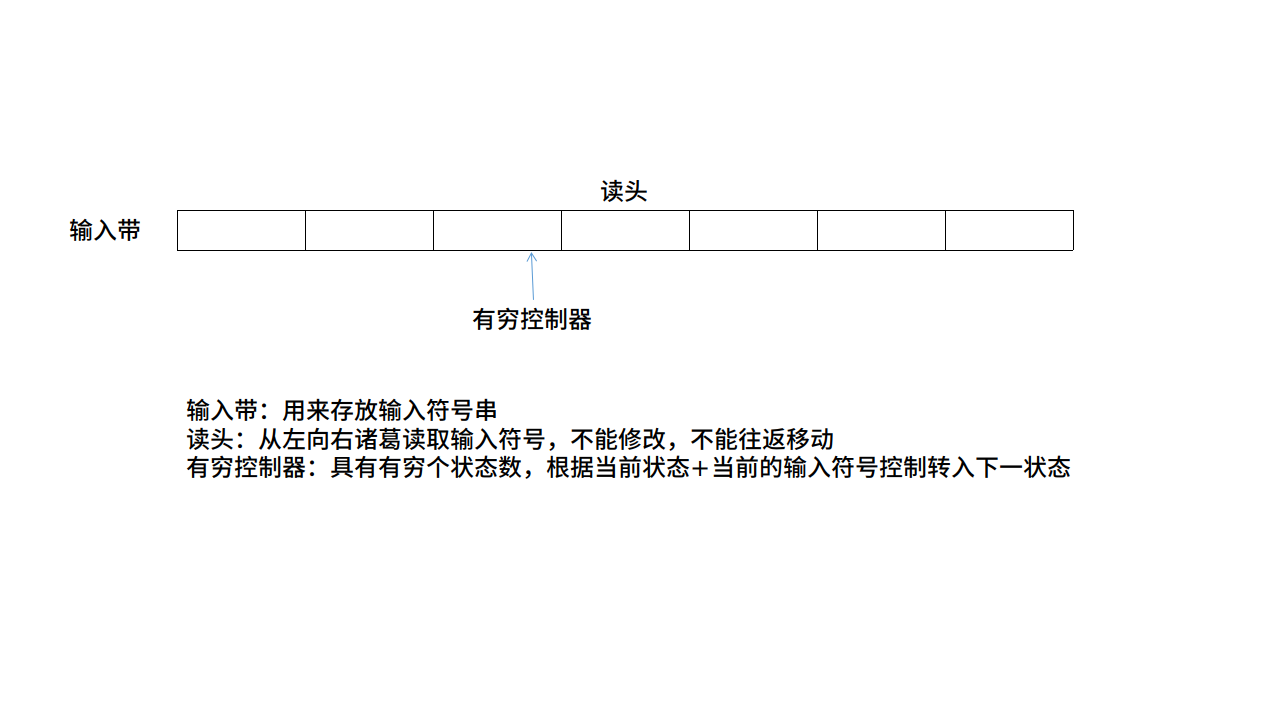 读头
输入带
有穷控制器
输入带：用来存放输入符号串
读头：从左向右诸葛读取输入符号，不能修改，不能往返移动
有穷控制器：具有有穷个状态数，根据当前状态+当前的输入符号控制转入下一状态